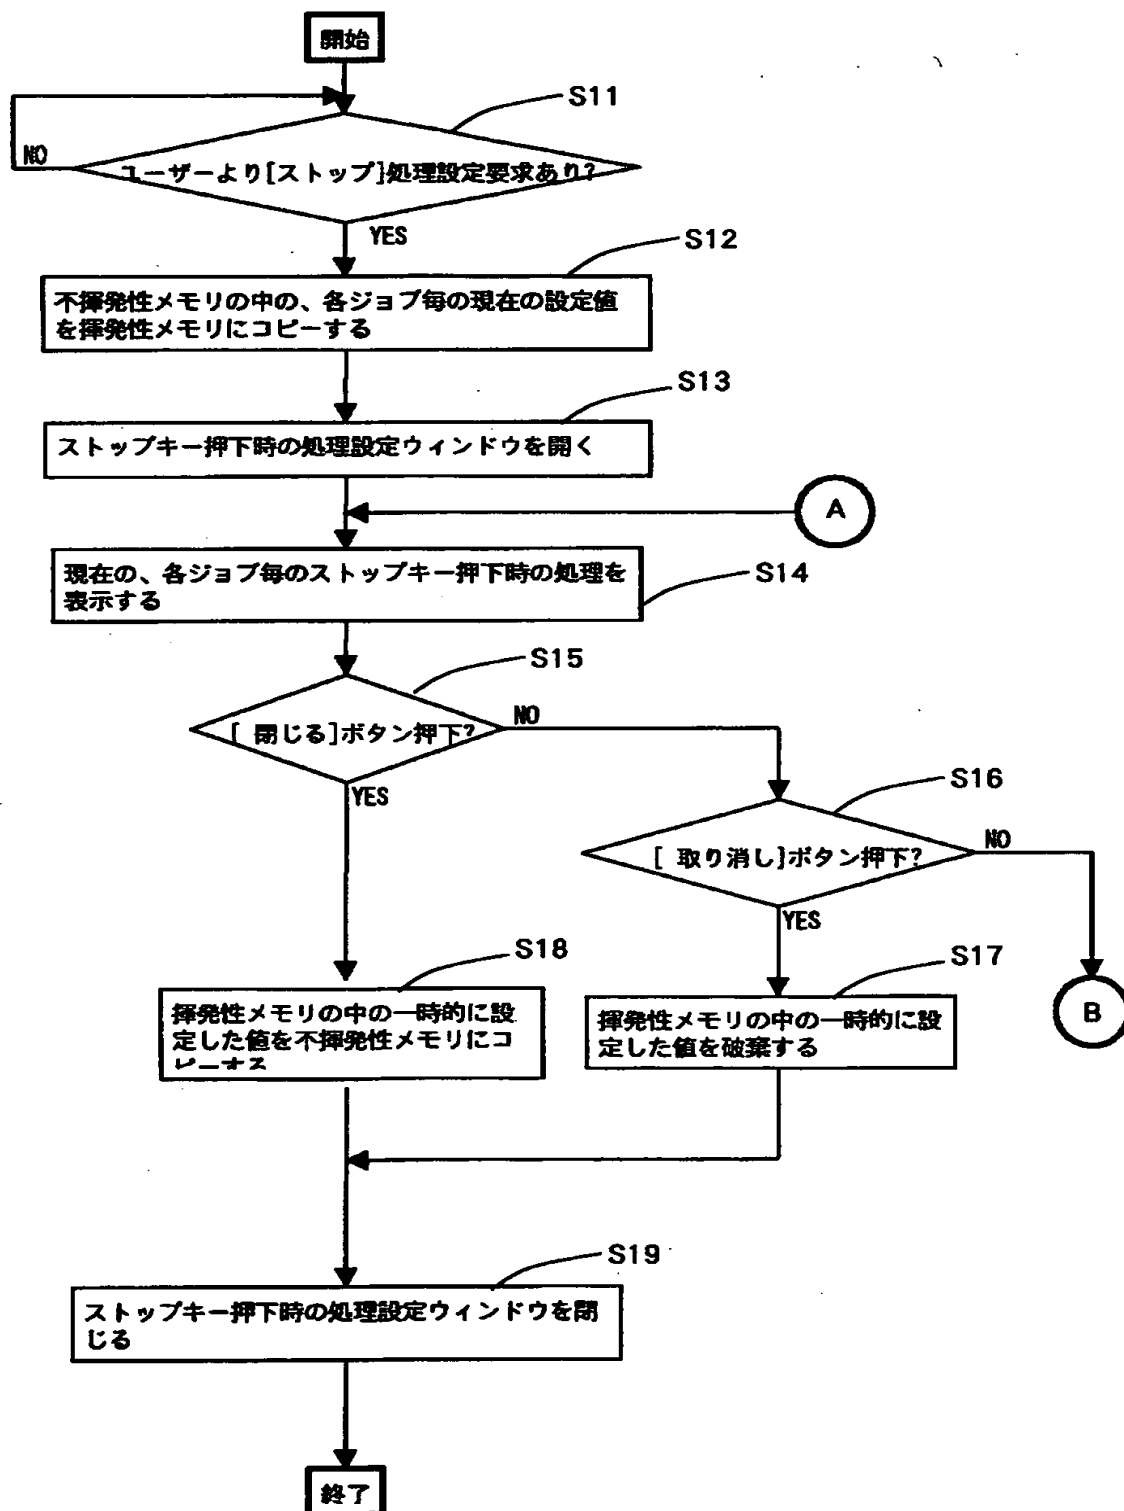 開始
S11
NO
ユーザーより[ストップ]処理設定要求あり?
YES
S12
不揮発性メモリの中の、各ジョブ毎の現在の設定値
を揮発性メモリにコピーする
S13
ストップキー押下時の処理設定ウィンドウを開く
A
現在の、各ジョブ毎のストップキー押下時の処理を
表示する
S14
S15
[ 閉じる]ボタン押下?
NO
YES
S16
[ 取り消し]ボタン押下?
NO
YES
S18
揮発性メモリの中の一時的に設
定した値を不揮発性メモリにコ
ピーする
S17
揮発性メモリの中の一時的に設
定した値を破棄する
B
S19
ストップキー押下時の処理設定ウィンドウを閉
じる
終了